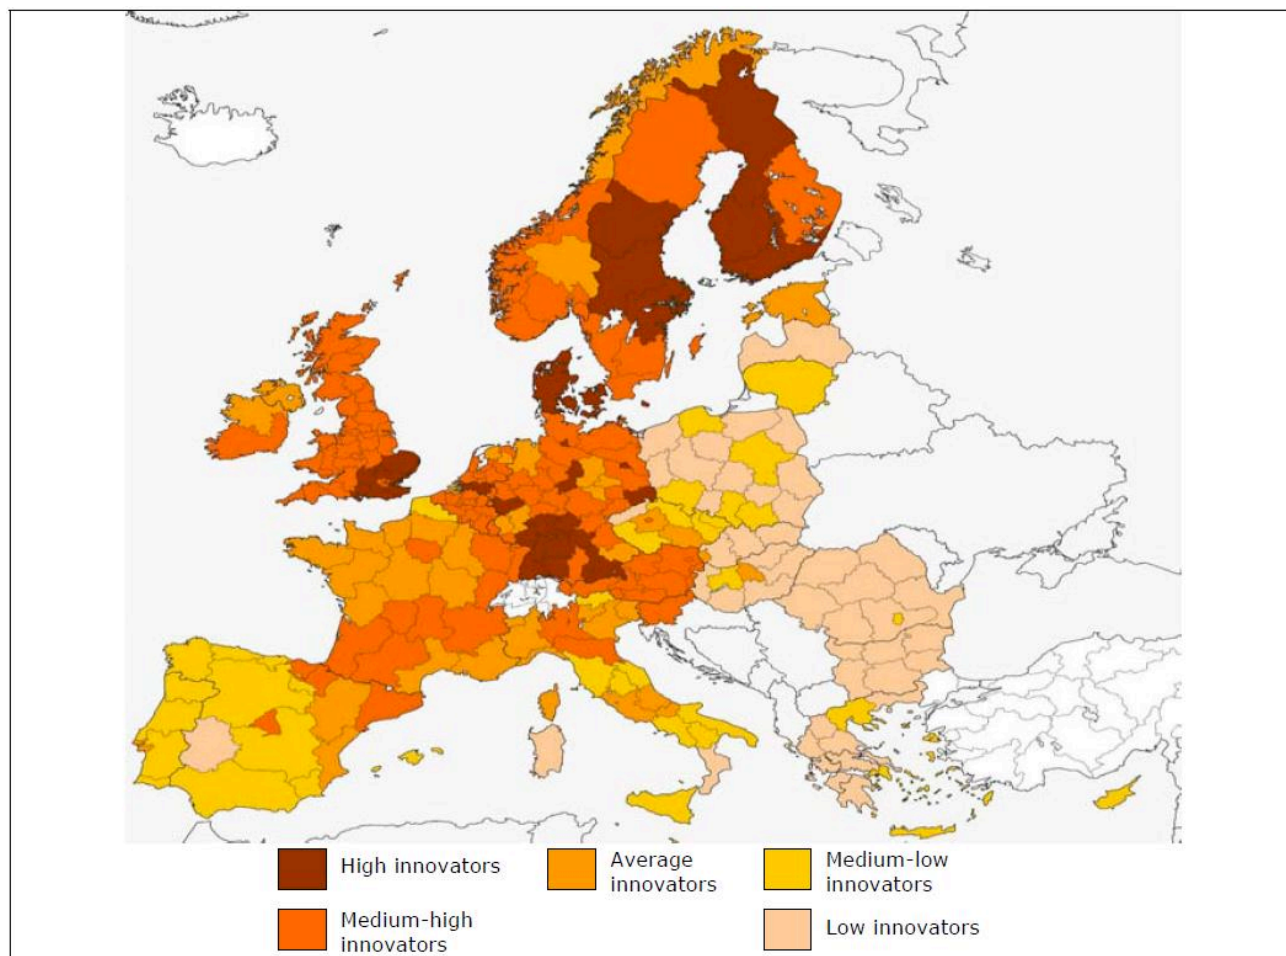 High innovators
Average
innovators
Medium-low
innovators
Medium-high
innovators
Low innovators